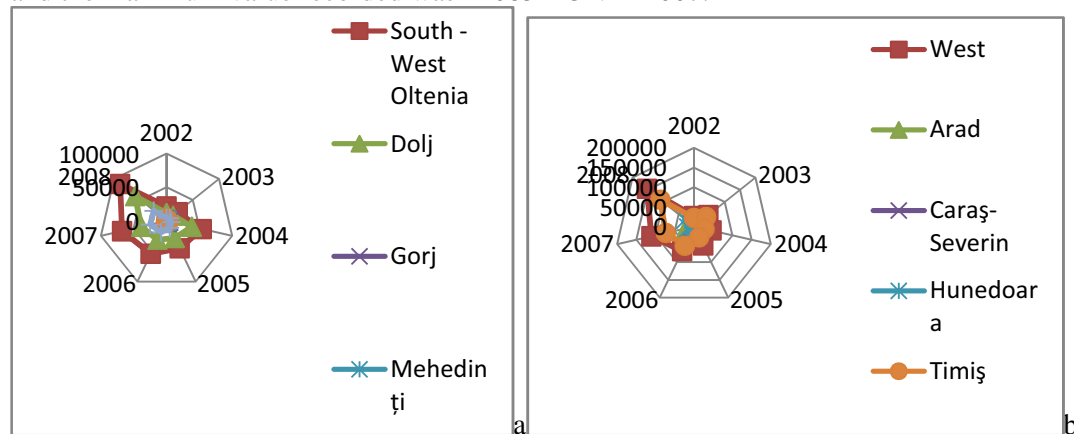 South -
West
Oltenia
Dolj
Gorj
Mehedin
ți
2002
2003
2004
2005
2006
2007
2008
100000
50000
0
a
West
Arad
Caraş-
Severin
Hunedoar
a
Timiş
2002
2003
2004
2005
2006
2007
2008
200000
150000
100000
50000
0
b